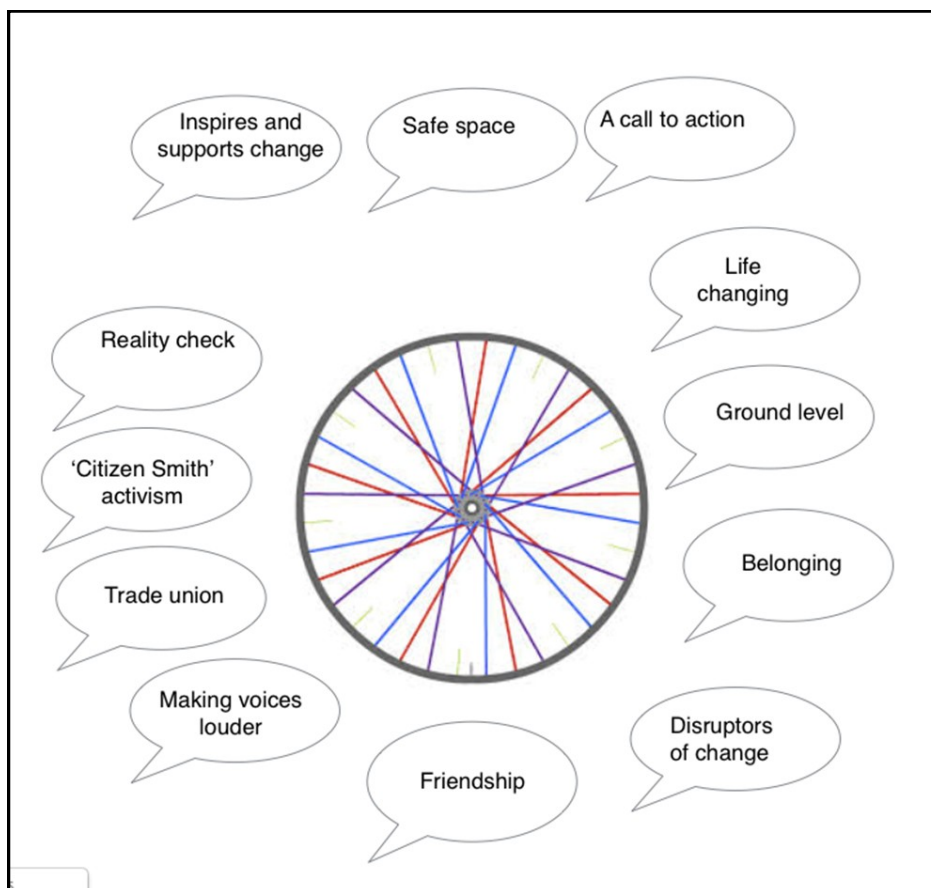 Inspires and
supports change
Safe space
A call to action
Life
changing
Reality check
Ground level
‘Citizen Smith’
activism
Belonging
Trade union
Making voices
louder
Disruptors
of change
Friendship